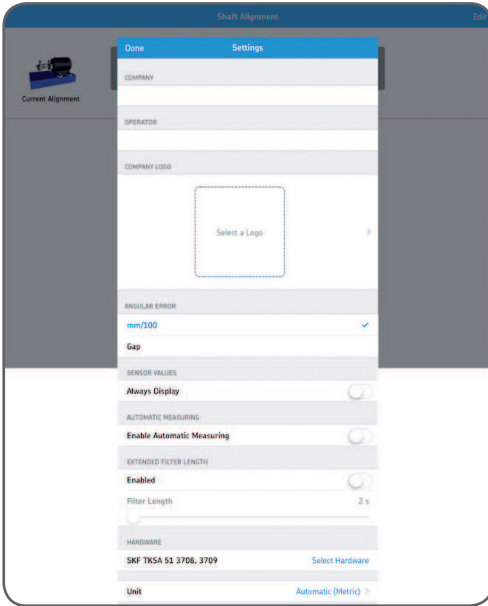 Shaft Alignment Edit
Done Settings
Current Alignment
COMPANY
OPERATOR
COMPANY LOGO
Select a Logo
ANGULAR ERROR
mm/100
Gap
SENSOR VALUES
Always Display
AUTOMATIC MEASURING
Enable Automatic Measuring
EXTENDED FILTER LENGTH
Enabled
Filter Length 2 s
HARDWARE
SKF TKSA 51 3708, 3709 Select Hardware
Unit Automatic (Metric)